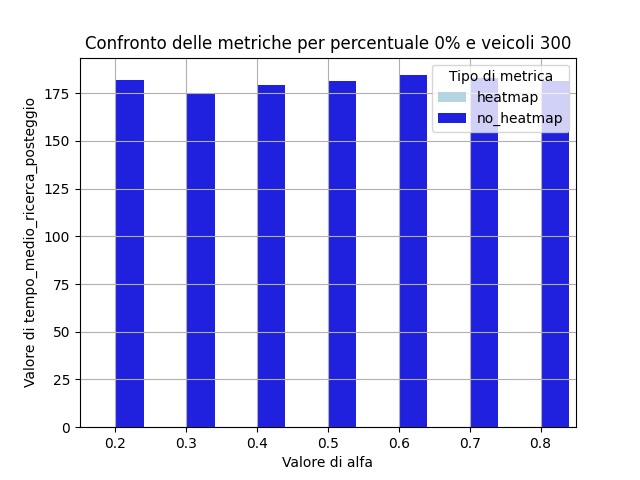 Confronto delle metriche per percentuale 0% e veicoli 300
Valore di tempo_medio_ricerca_posteggio
175
150
125
100
75
50
25
0
Tipo di metrica
heatmap
no_heatmap
0.2 0.3 0.4 0.5 0.6 0.7 0.8
Valore di alfa